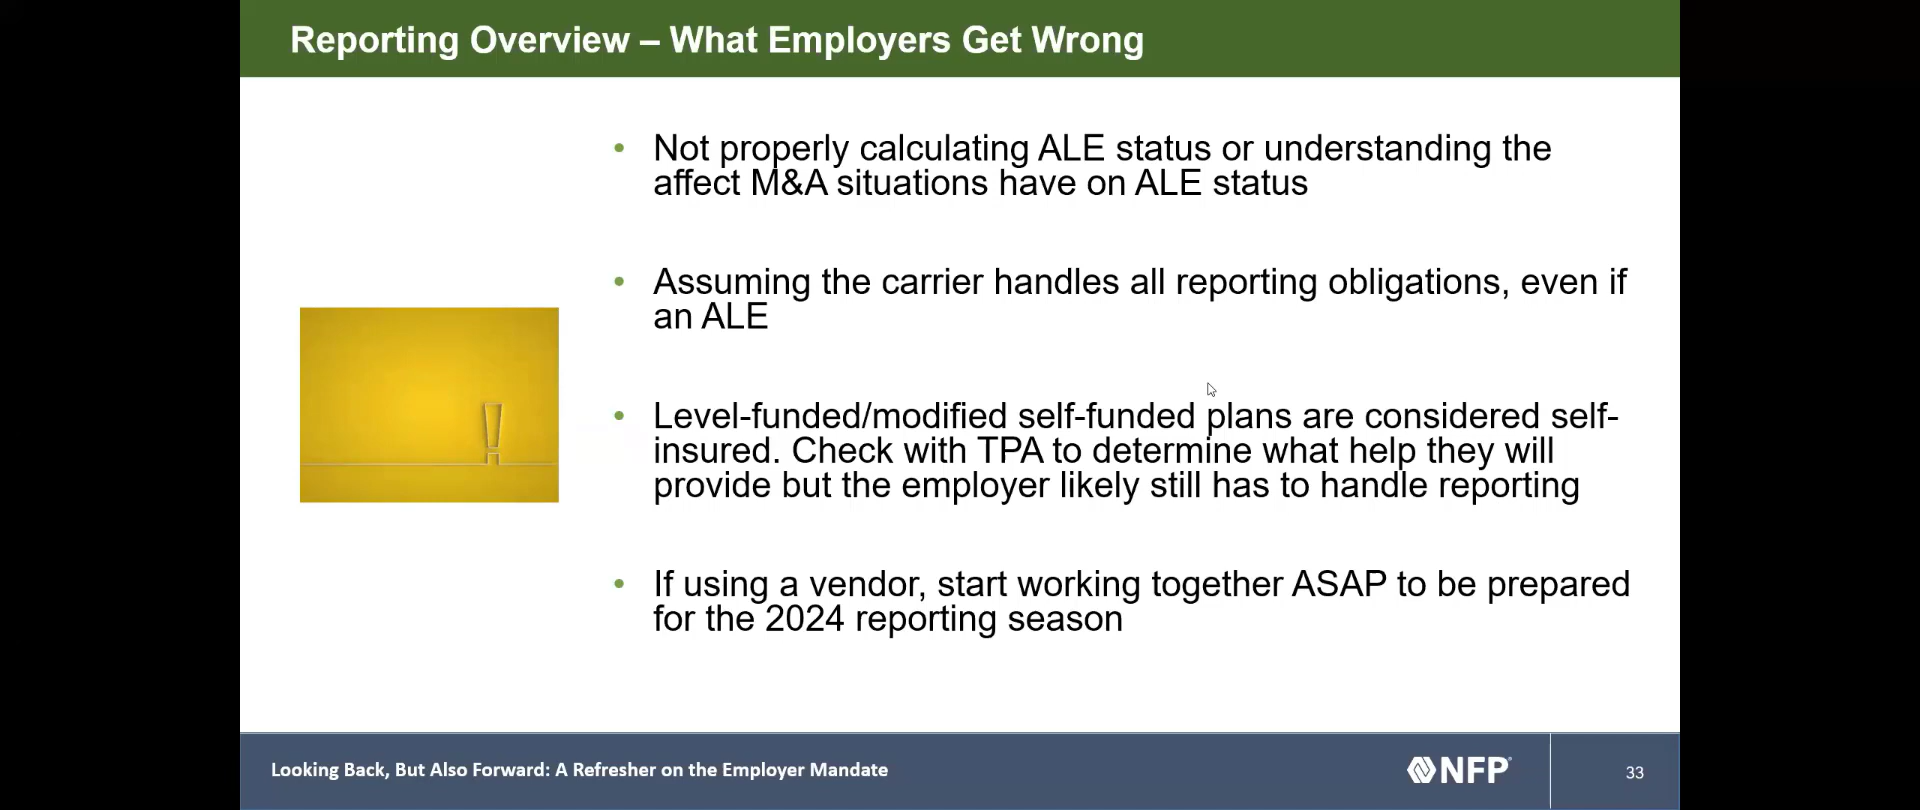 Reporting Overview – What Employers Get Wrong
• Not properly calculating ALE status or understanding the
affect M&A situations have on ALE status
• Assuming the carrier handles all reporting obligations, even if
an ALE
• Level-funded/modified self-funded plans are considered self-
insured. Check with TPA to determine what help they will
provide but the employer likely still has to handle reporting
• If using a vendor, start working together ASAP to be prepared
for the 2024 reporting season
Looking Back, But Also Forward: A Refresher on the Employer Mandate
NFP
33